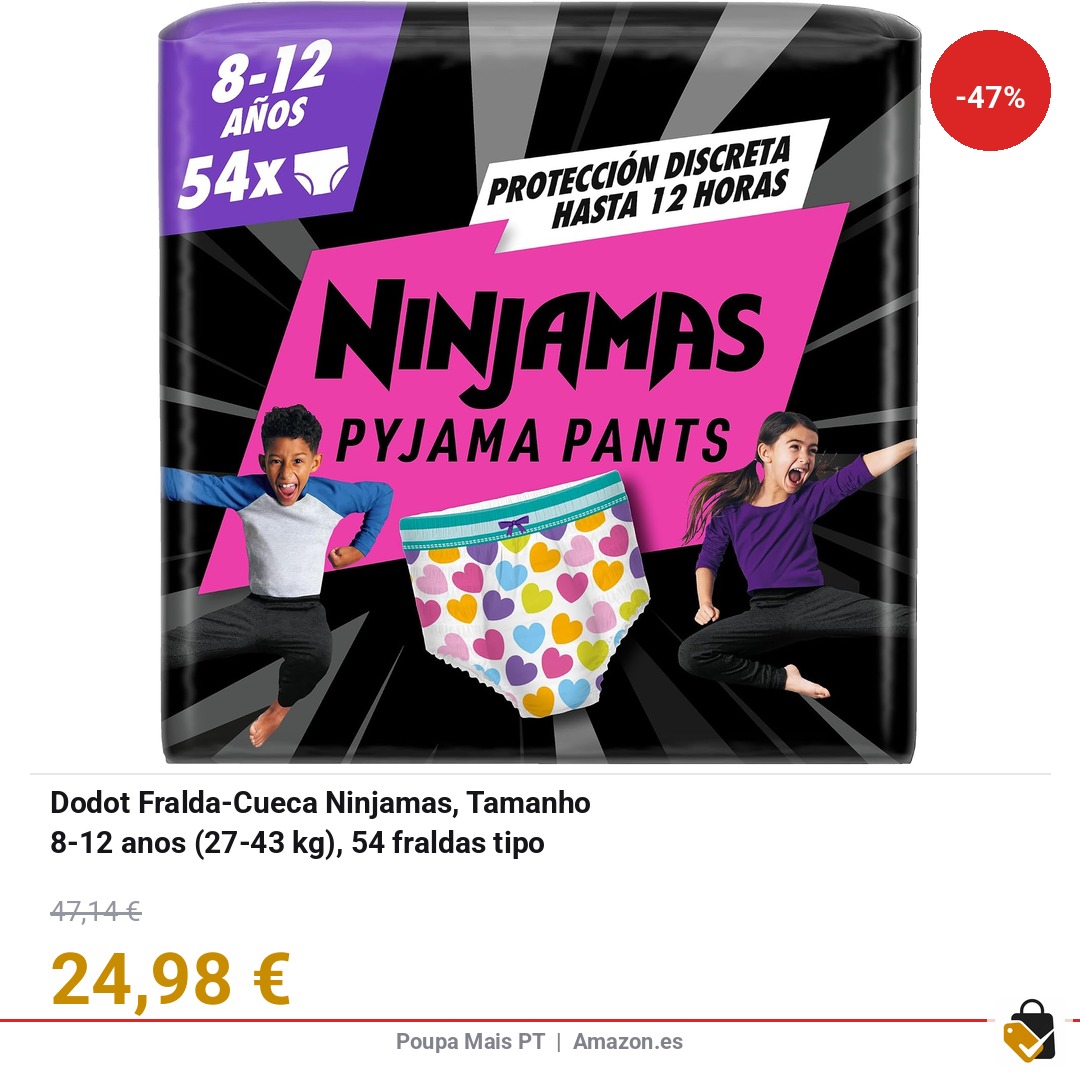 8-12
AÑOS
54x
-47%
PROTECCIÓN DISCRETA
HASTA 12 HORAS
NINJAMAS
PYJAMA PANTS
Dodot Fralda-Cueca Ninjamas, Tamanho
8-12 anos (27-43 kg), 54 fraldas tipo
47,14 €
24,98 €
Poupa Mais PT | Amazon.es